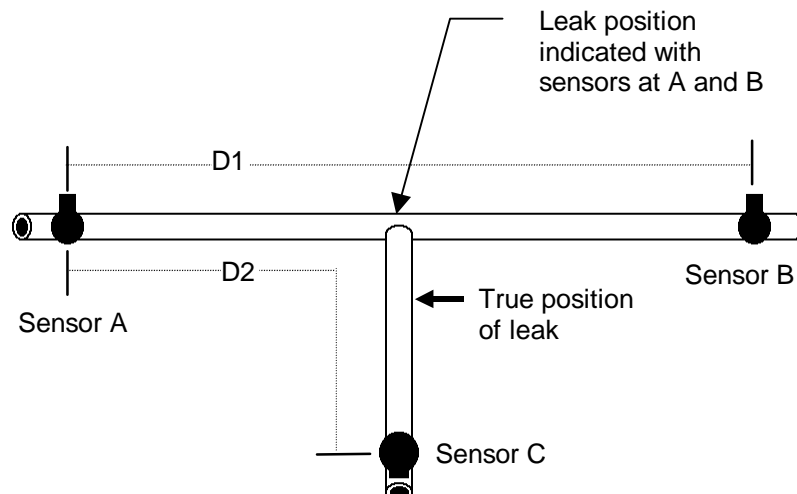 Leak position
indicated with
sensors at A and B
D1
D2
Sensor B
Sensor A
True position
of leak
Sensor C